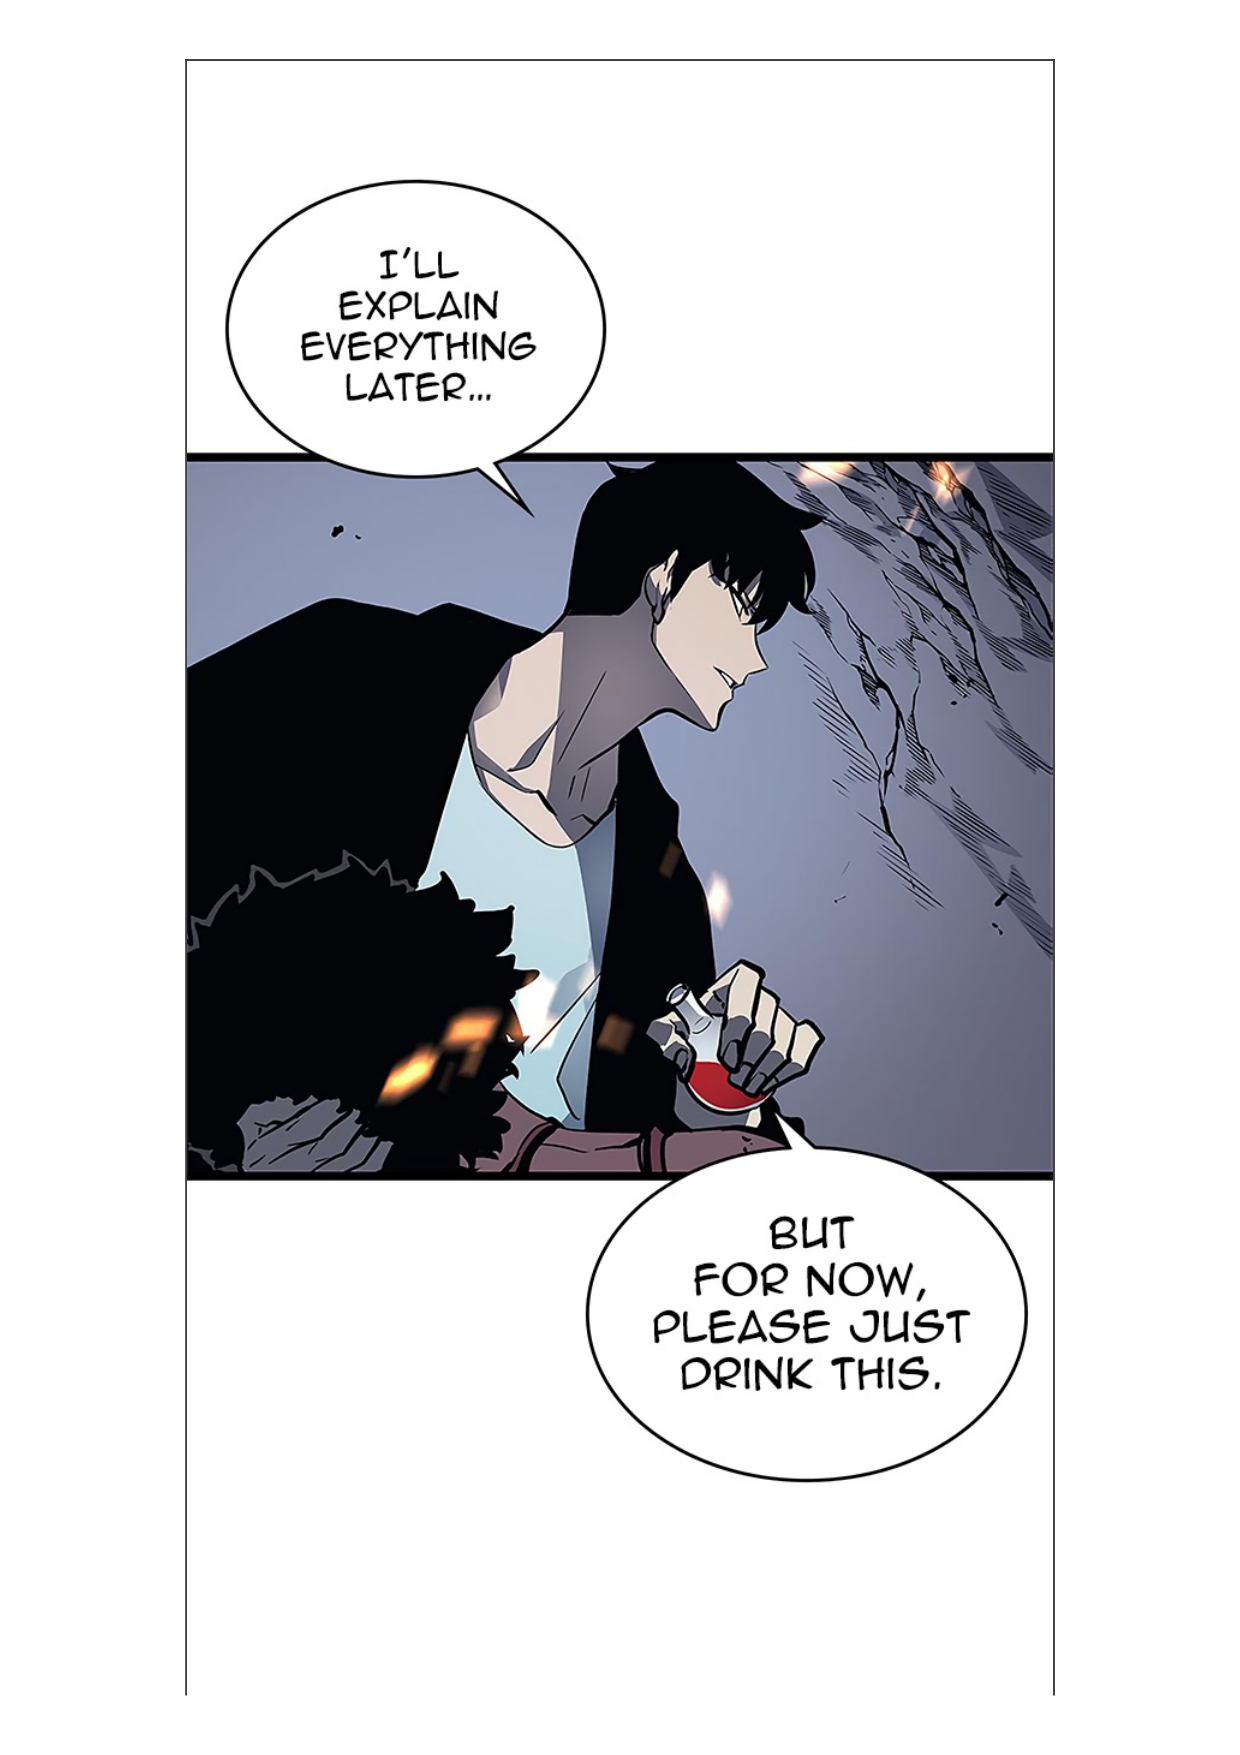 I'LL
EXPLAIN
EVERYTHING
LATER...
BUT
FOR NOW,
PLEASE JUST
DRINK THIS.